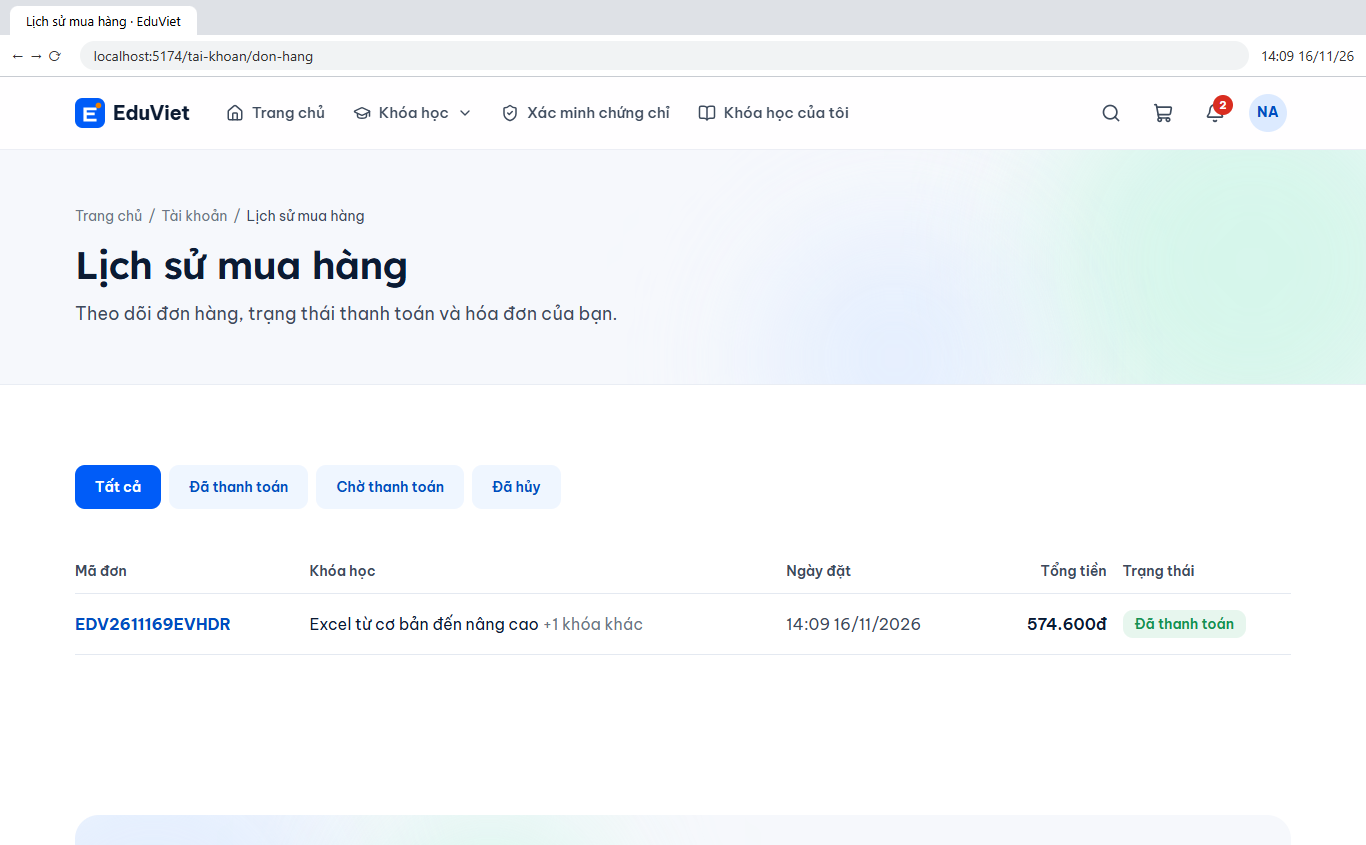 Lịch sử mua hàng · EduViet
localhost:5174/tai-khoan/don-hang
14:09 16/11/26
EduViet
Trang chủ
Khóa học
Xác minh chứng chỉ
Khóa học của tôi
2
NA
Trang chủ / Tài khoản / Lịch sử mua hàng
Lịch sử mua hàng
Theo dõi đơn hàng, trạng thái thanh toán và hóa đơn của bạn.
Tất cả
Đã thanh toán
Chờ thanh toán
Đã hủy
Mã đơn Khóa học Ngày đặt Tổng tiền Trạng thái
EDV2611169EVHDR Excel từ cơ bản đến nâng cao +1 khóa khác 14:09 16/11/2026 574.600đ Đã thanh toán